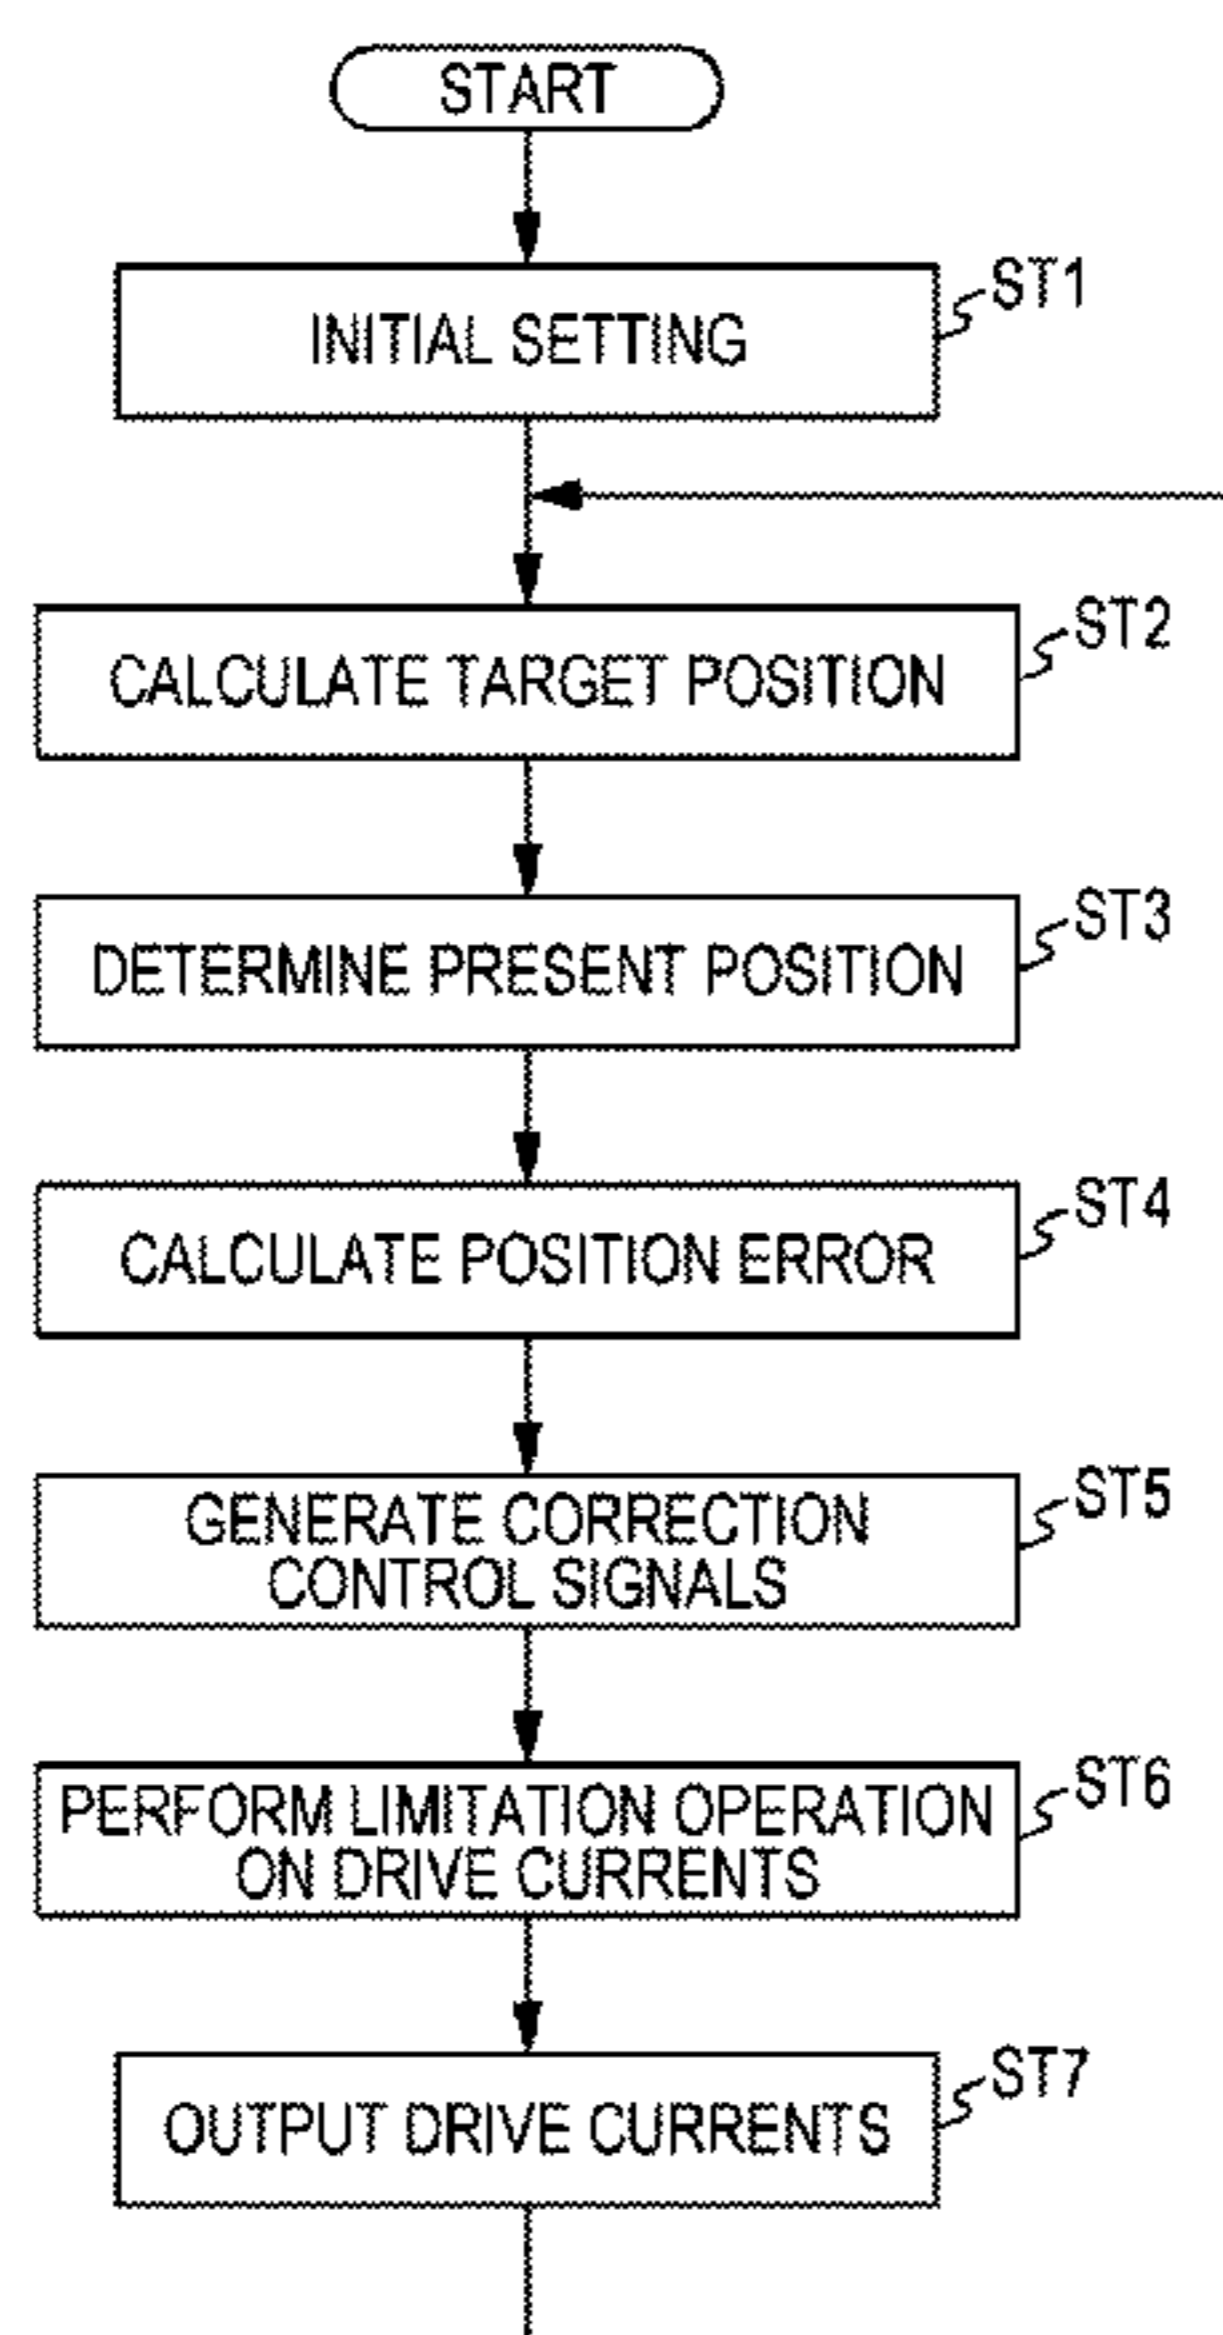 START
INITIAL SETTING
ST1
CALCULATE TARGET POSITION
ST2
DETERMINE PRESENT POSITION
ST3
CALCULATE POSITION ERROR
ST4
GENERATE CORRECTION
CONTROL SIGNALS
ST5
PERFORM LIMITATION OPERATION
ON DRIVE CURRENTS
ST6
OUTPUT DRIVE CURRENTS
ST7